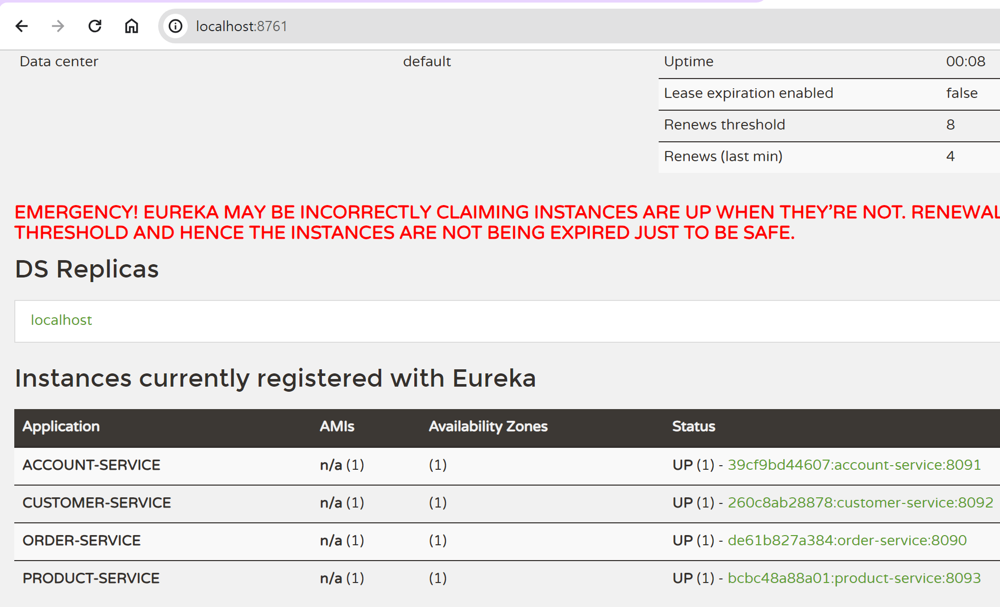 localhost:8761
Data center default Uptime 00:08
Lease expiration enabled false
Renews threshold 8
Renews (last min) 4
EMERGENCY! EUREKA MAY BE INCORRECTLY CLAIMING INSTANCES ARE UP WHEN THEY’RE NOT. RENEWAL
THRESHOLD AND HENCE THE INSTANCES ARE NOT BEING EXPIRED JUST TO BE SAFE.
DS Replicas
localhost
Instances currently registered with Eureka
Application AMIs Availability Zones Status
ACCOUNT-SERVICE n/a (1) (1) UP (1) - 39cf9bd44607:account-service:8091
CUSTOMER-SERVICE n/a (1) (1) UP (1) - 260c8ab28878:customer-service:8092
ORDER-SERVICE n/a (1) (1) UP (1) - de61b827a384:order-service:8090
PRODUCT-SERVICE n/a (1) (1) UP (1) - bcbc48a88a01:product-service:8093